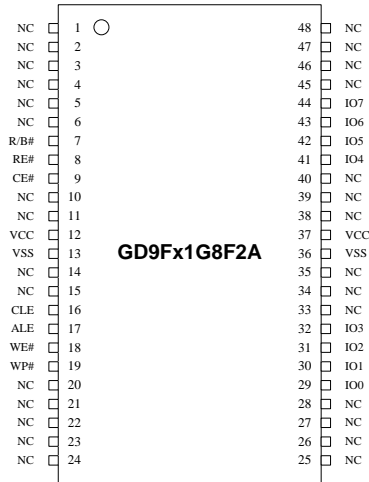 NC 1 48 NC
NC 2 47 NC
NC 3 46 NC
NC 4 45 NC
NC 5 44 IO7
NC 6 43 IO6
R/B# 7 42 IO5
RE# 8 41 IO4
CE# 9 40 NC
NC 10 39 NC
NC 11 38 NC
VCC 12 37 VCC
VSS 13 GD9Fx1G8F2A 36 VSS
NC 14 35 NC
NC 15 34 NC
CLE 16 33 NC
ALE 17 32 IO3
WE# 18 31 IO2
WP# 19 30 IO1
NC 20 29 IO0
NC 21 28 NC
NC 22 27 NC
NC 23 26 NC
NC 24 25 NC